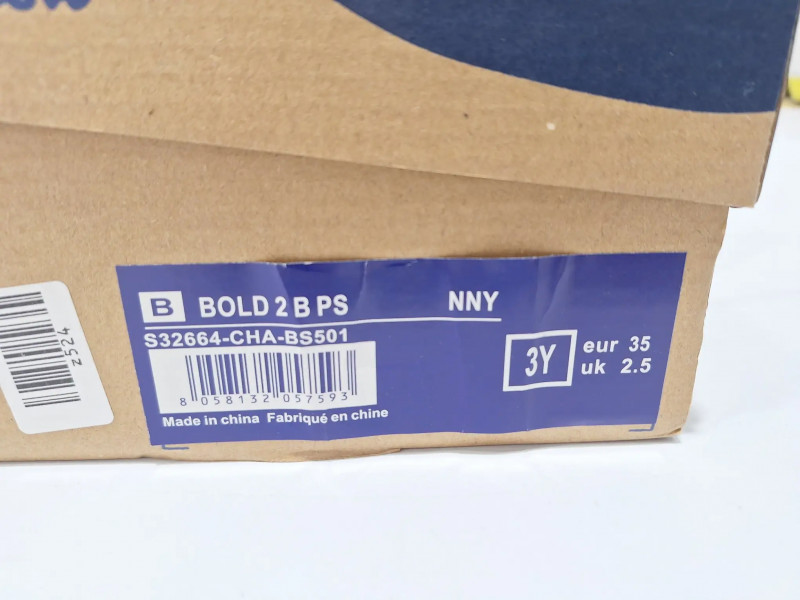 B BOLD 2 B PS NNY
S32664-CHA-BS501
8 058132 057593
Made in china Fabriqué en chine
3Y
eur 35
uk 2.5
z524